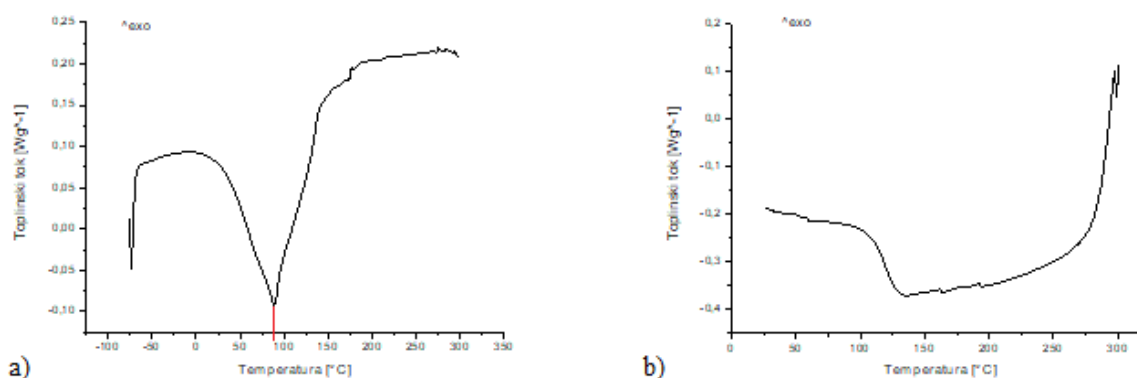 ^exo
Toplinski tok [Wg^-1]
0,25
0,20
0,15
0,10
0,05
0,00
-0,05
-0,10
-100 -50 0 50 100 150 200 250 300 350
Temperatura [°C]
a)
^exo
Toplinski tok [Wg^-1]
0,2
0,1
0,0
-0,1
-0,2
-0,3
-0,4
0 50 100 150 200 250 300
Temperatura [°C]
b)